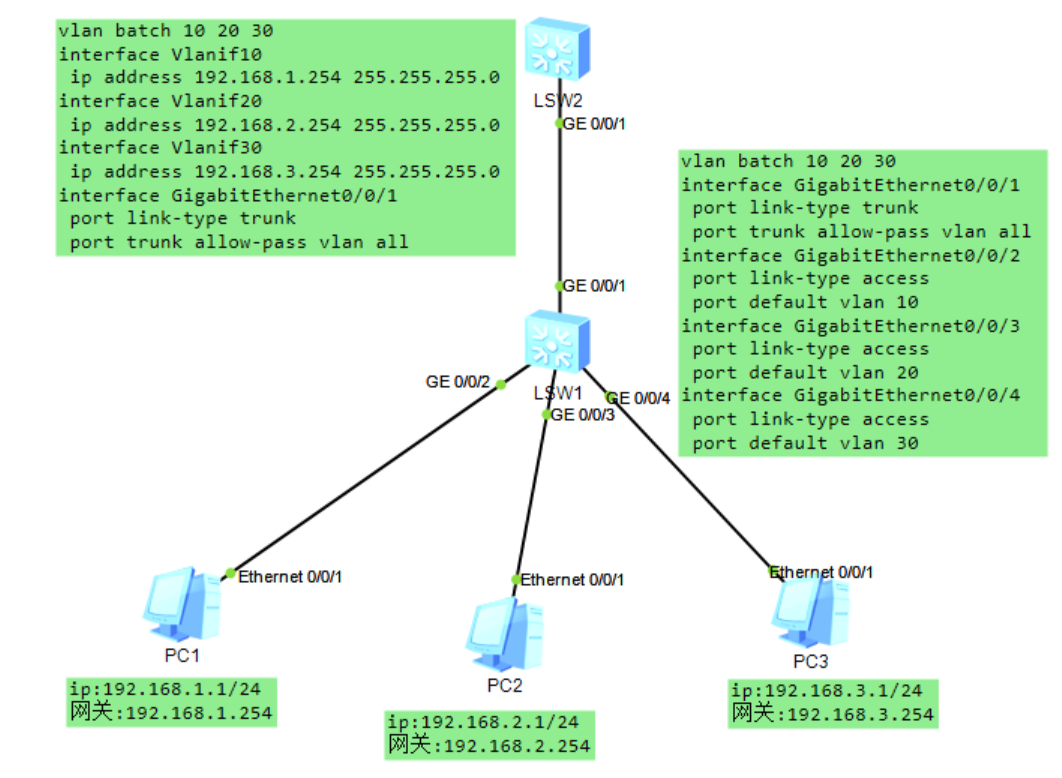 vlan batch 10 20 30
interface Vlanif10
 ip address 192.168.1.254 255.255.255.0
interface Vlanif20
 ip address 192.168.2.254 255.255.255.0
interface Vlanif30
 ip address 192.168.3.254 255.255.255.0
interface GigabitEthernet0/0/1
 port link-type trunk
 port trunk allow-pass vlan all
LSW2
GE 0/0/1
vlan batch 10 20 30
interface GigabitEthernet0/0/1
 port link-type trunk
 port trunk allow-pass vlan all
interface GigabitEthernet0/0/2
 port link-type access
 port default vlan 10
interface GigabitEthernet0/0/3
 port link-type access
 port default vlan 20
interface GigabitEthernet0/0/4
 port link-type access
 port default vlan 30
GE 0/0/1
GE 0/0/2
LSW1
GE 0/0/4
GE 0/0/3
Ethernet 0/0/1
Ethernet 0/0/1
Ethernet 0/0/1
PC1
PC2
PC3
ip:192.168.1.1/24
网关:192.168.1.254
ip:192.168.2.1/24
网关:192.168.2.254
ip:192.168.3.1/24
网关:192.168.3.254